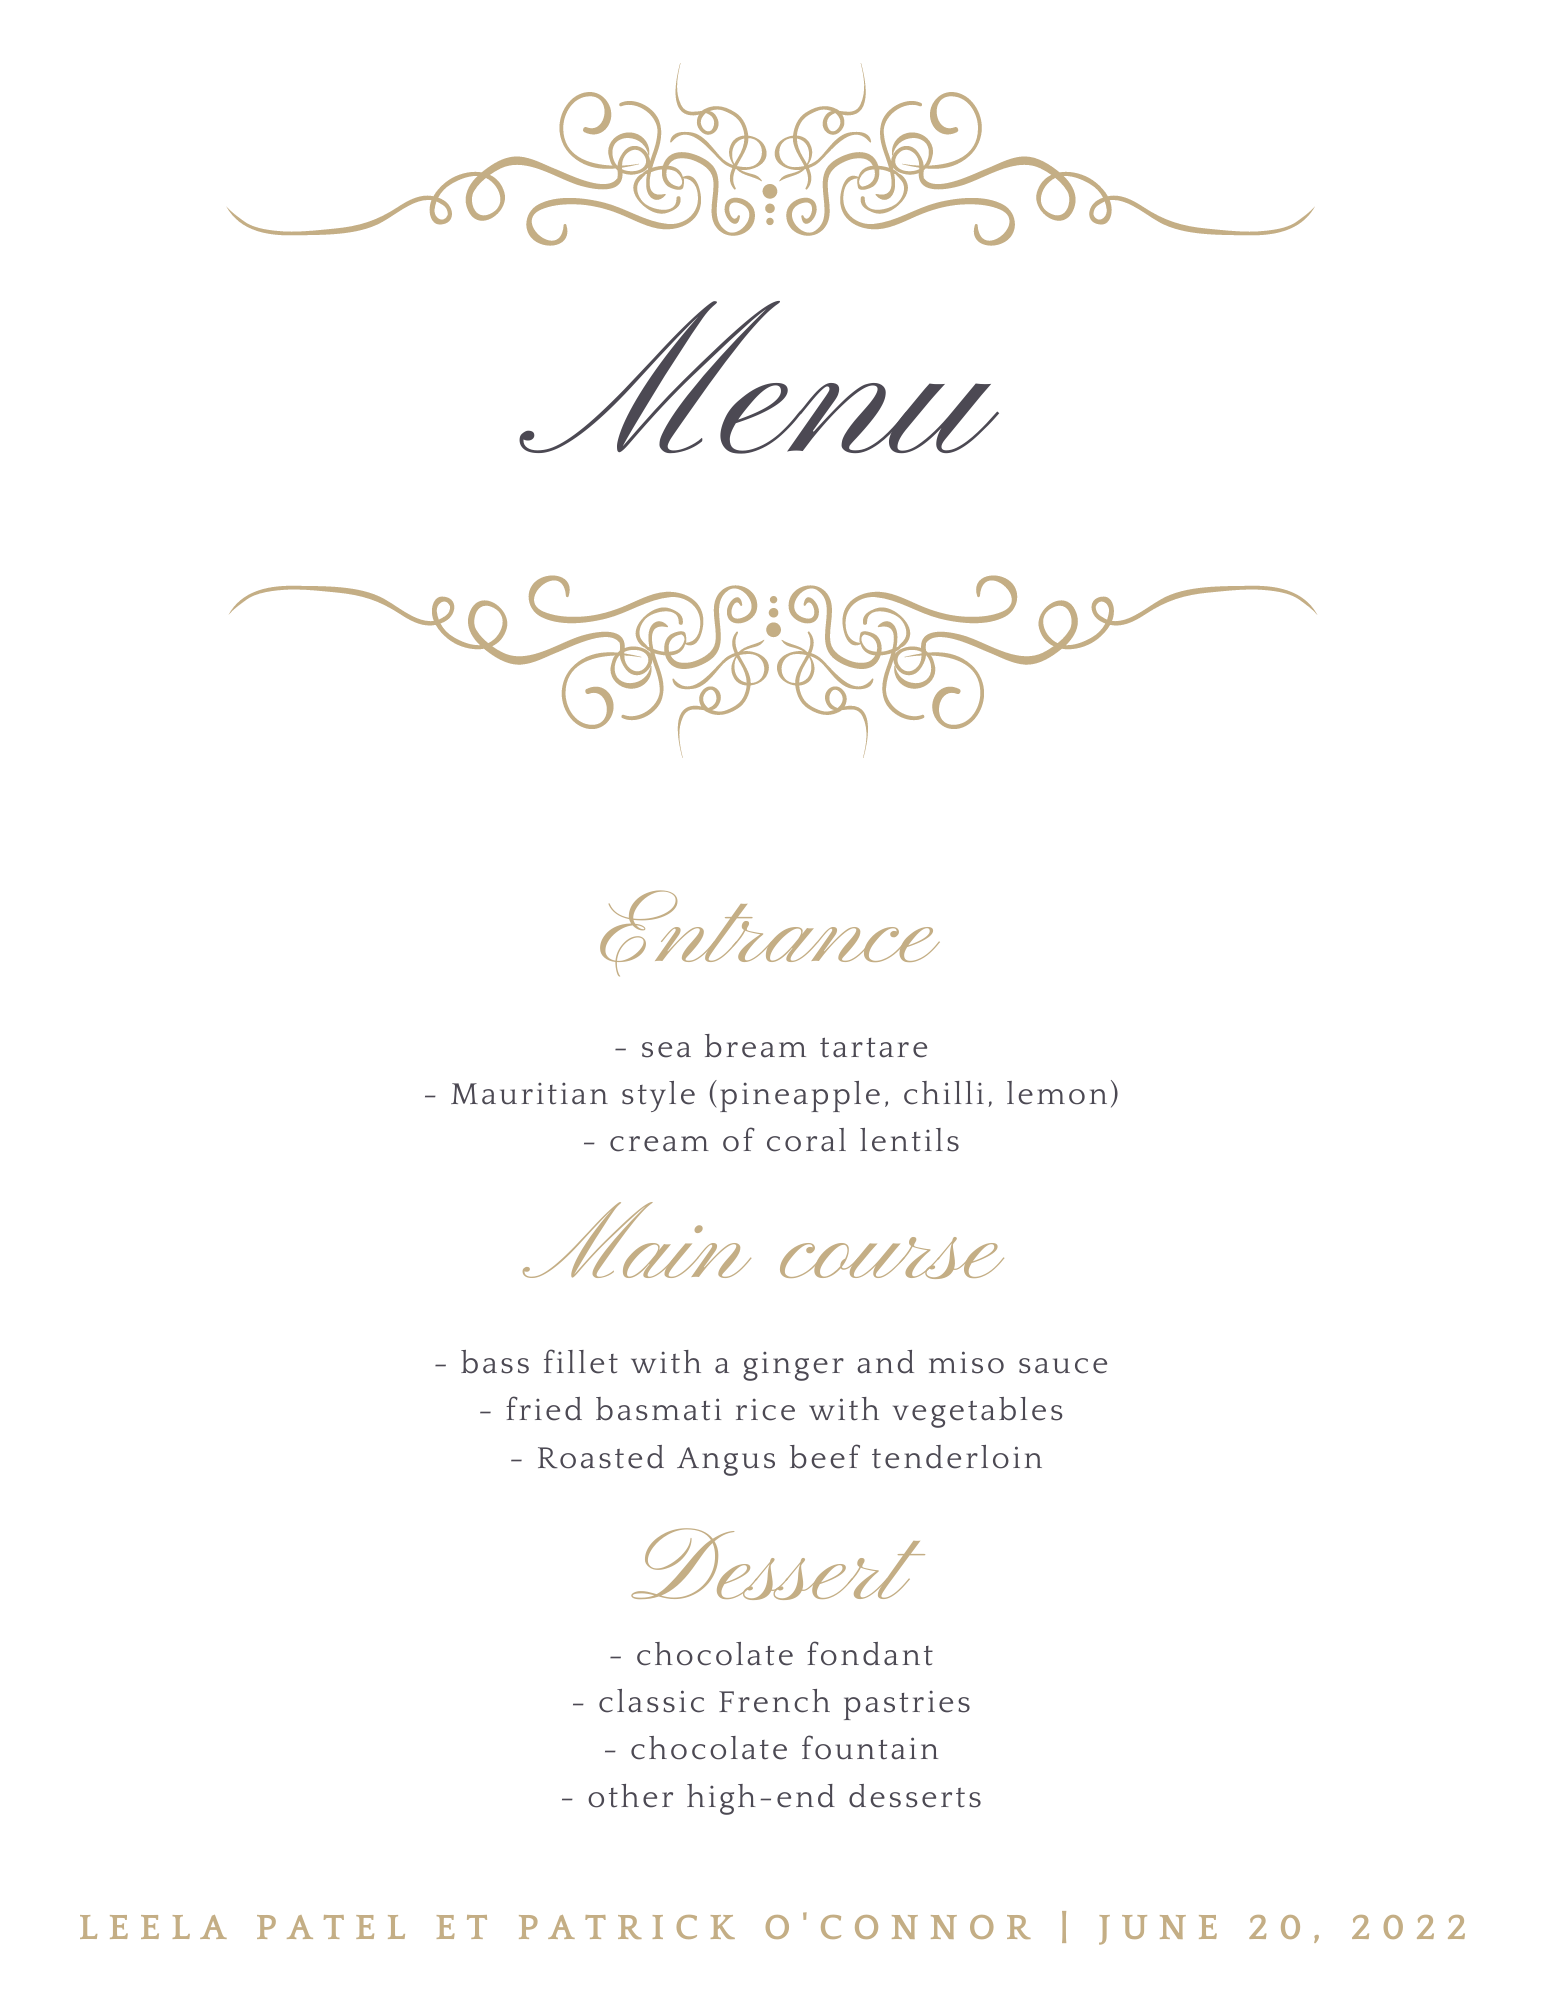 Menu
Entrance
- sea bream tartare
- Mauritian style (pineapple, chilli, lemon)
- cream of coral lentils
Main course
- bass fillet with a ginger and miso sauce
- fried basmati rice with vegetables
- Roasted Angus beef tenderloin
Dessert
- chocolate fondant
- classic French pastries
- chocolate fountain
- other high-end desserts
LEELA PATEL ET PATRICK O'CONNOR | JUNE 20, 2022